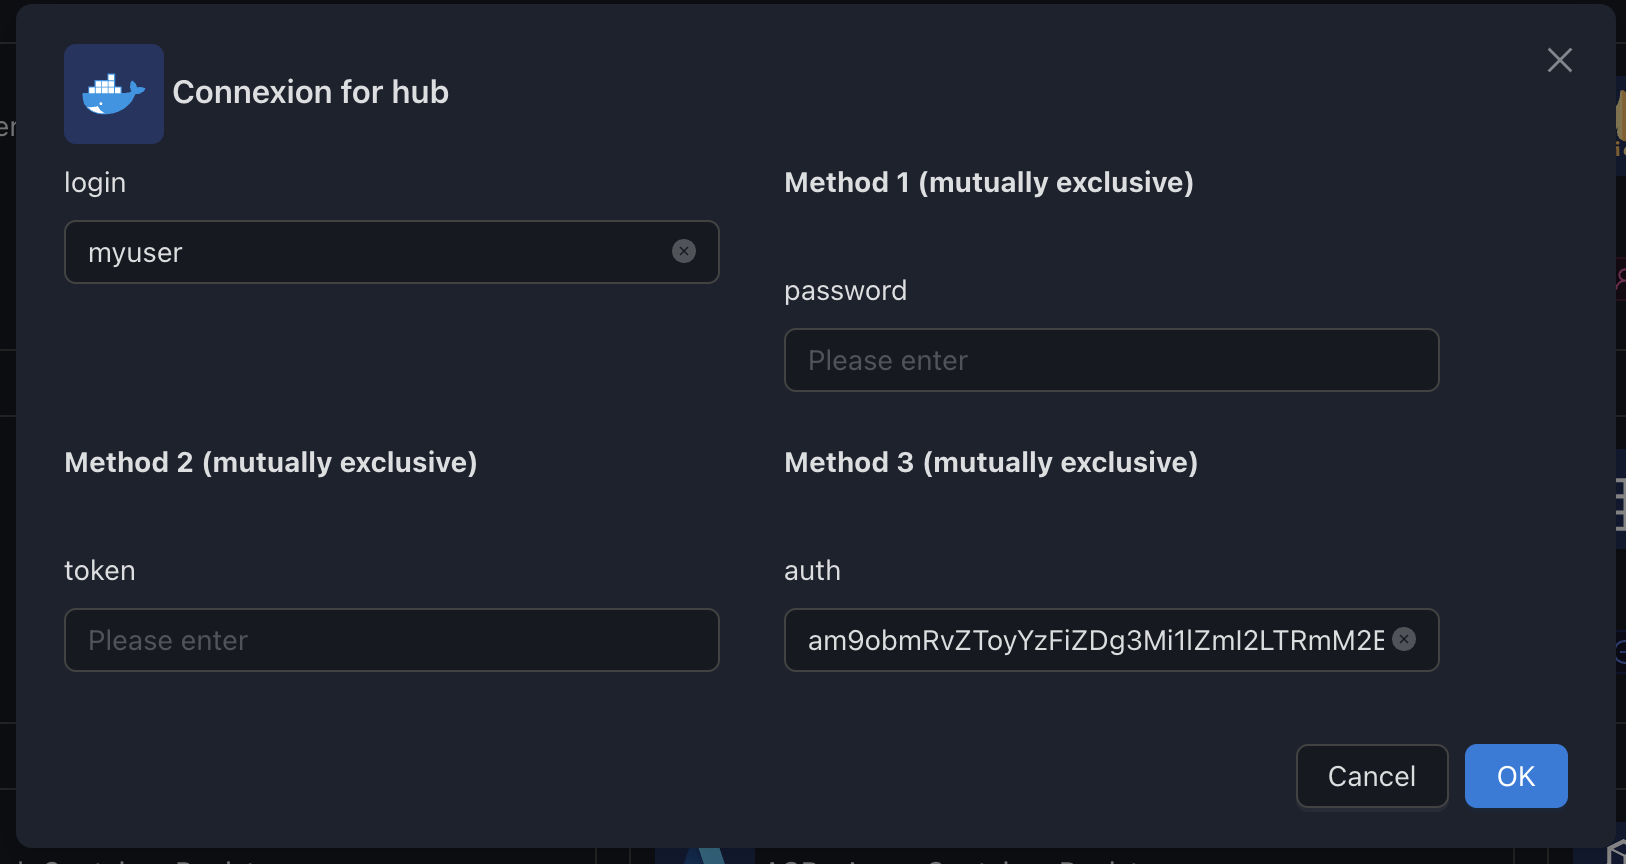 Connexion for hub
login
myuser
Method 1 (mutually exclusive)
password
Please enter
Method 2 (mutually exclusive)
token
Please enter
Method 3 (mutually exclusive)
auth
am9obmRvZToyYzFiZDg3Mi1lZmI2LTRmM2E
Cancel
OK